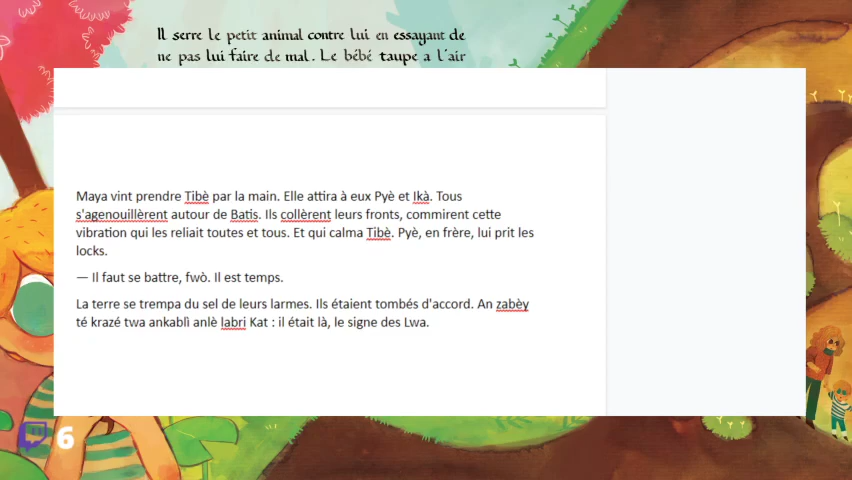 Il serre le petit animal contre lui en essayant de
ne pas lui faire de mal. Le bébé taupe a l'air
Maya vint prendre Tibè par la main. Elle attira à eux Pyè et Ikà. Tous
s'agenouillèrent autour de Batis. Ils collèrent leurs fronts, commirent cette
vibration qui les reliait toutes et tous. Et qui calma Tibè. Pyè, en frère, lui prit les
locks.
— Il faut se battre, fwò. Il est temps.
La terre se trempa du sel de leurs larmes. Ils étaient tombés d'accord. An zabèy
té krazé twa ankablì anlè labri Kat : il était là, le signe des Lwa.
6